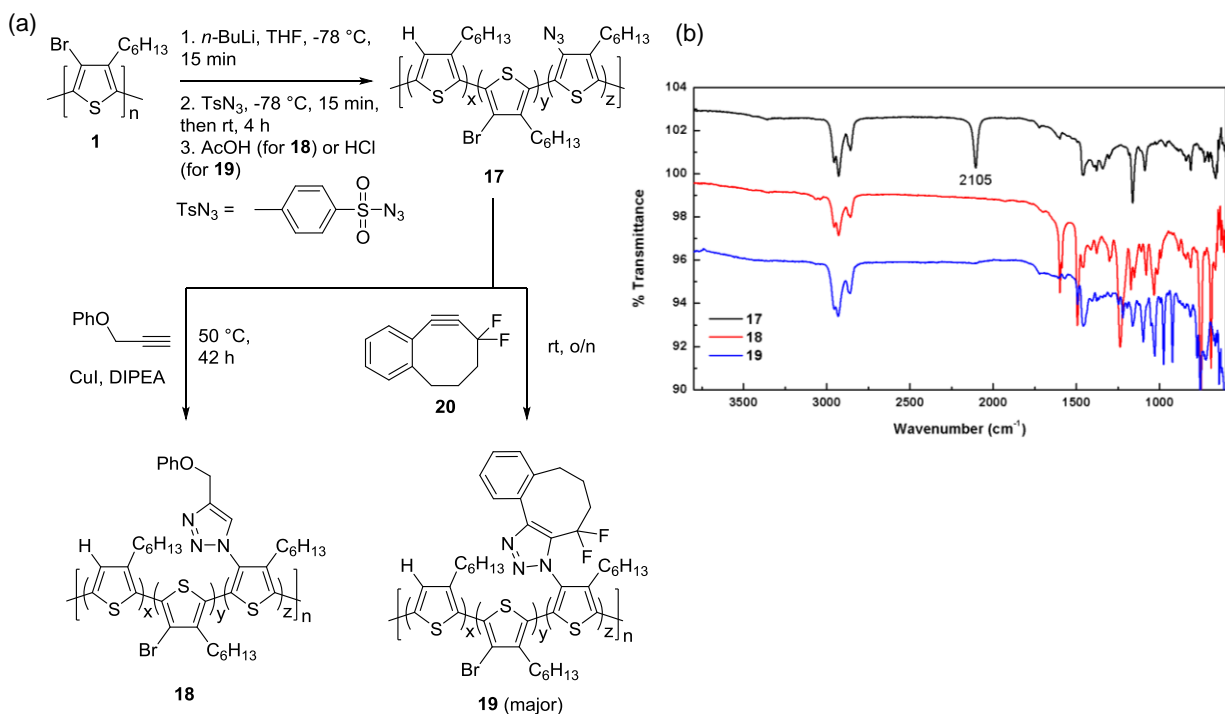 (a)
Br
C6H13
S
n
1
1. n-BuLi, THF, -78 °C,
15 min
2. TsN3, -78 °C, 15 min,
then rt, 4 h
3. AcOH (for 18) or HCl
(for 19)
TsN3 =
O
S
N3
O
H
C6H13
S
x
S
Br
C6H13
y
N3
C6H13
S
z
n
17
PhO
CuI, DIPEA
50 °C,
42 h
F
F
20
rt, o/n
PhO
N
N
N
H
C6H13
S
x
S
Br
C6H13
y
C6H13
S
z
n
18
F
F
N
N
N
H
C6H13
S
x
S
Br
C6H13
y
C6H13
S
z
n
19 (major)
(b)
104
102
100
98
96
94
92
90
% Transmittance
2105
17
18
19
3500
3000
2500
2000
1500
1000
Wavenumber (cm-1)